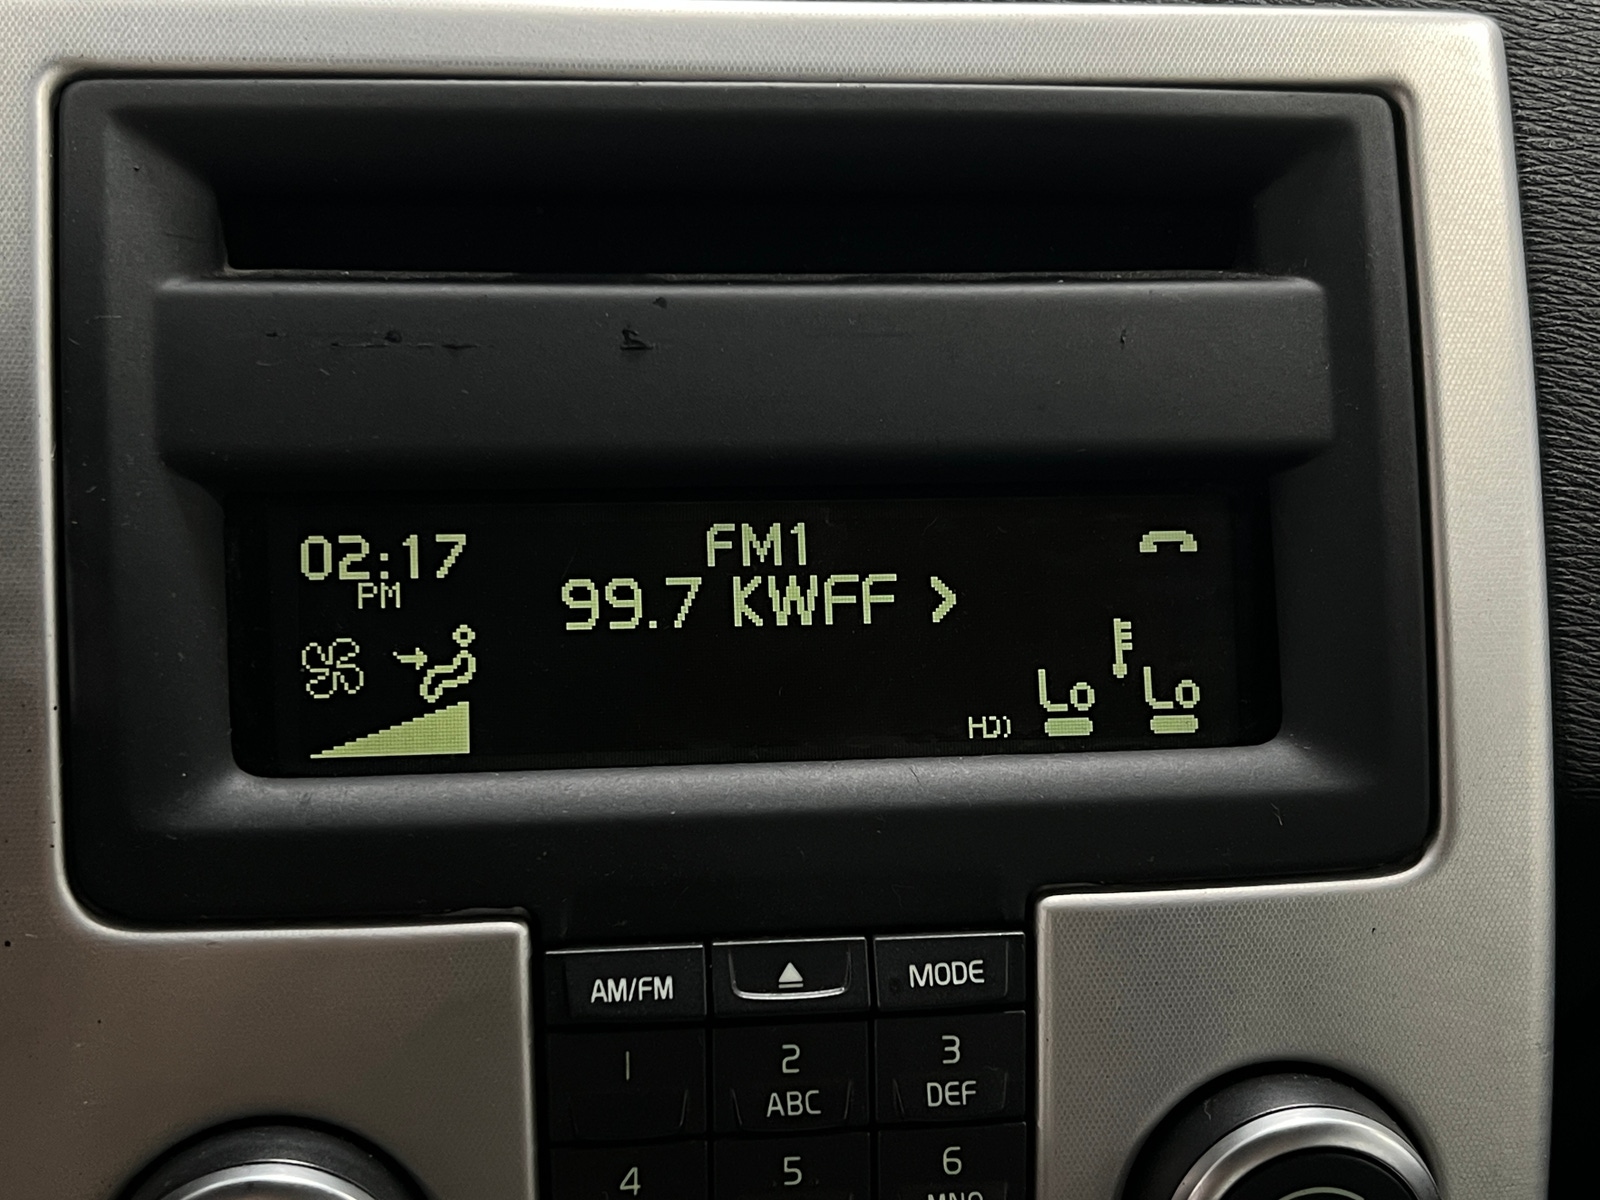 02:17
PM
FM1
99.7 KWFF >
Lo Lo
HD
AM/FM
MODE
1
2
ABC
3
DEF
4
5
6
MNO